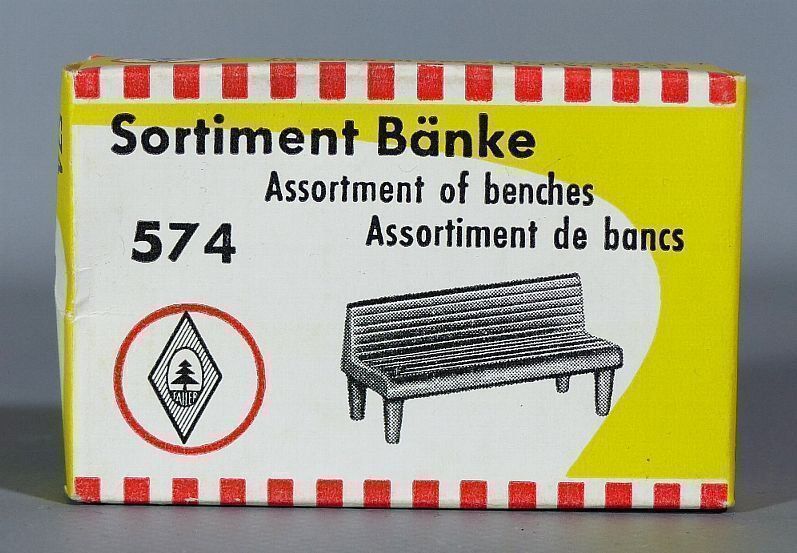 Sortiment Bänke
Assortment of benches
574
Assortiment de bancs
FALLER